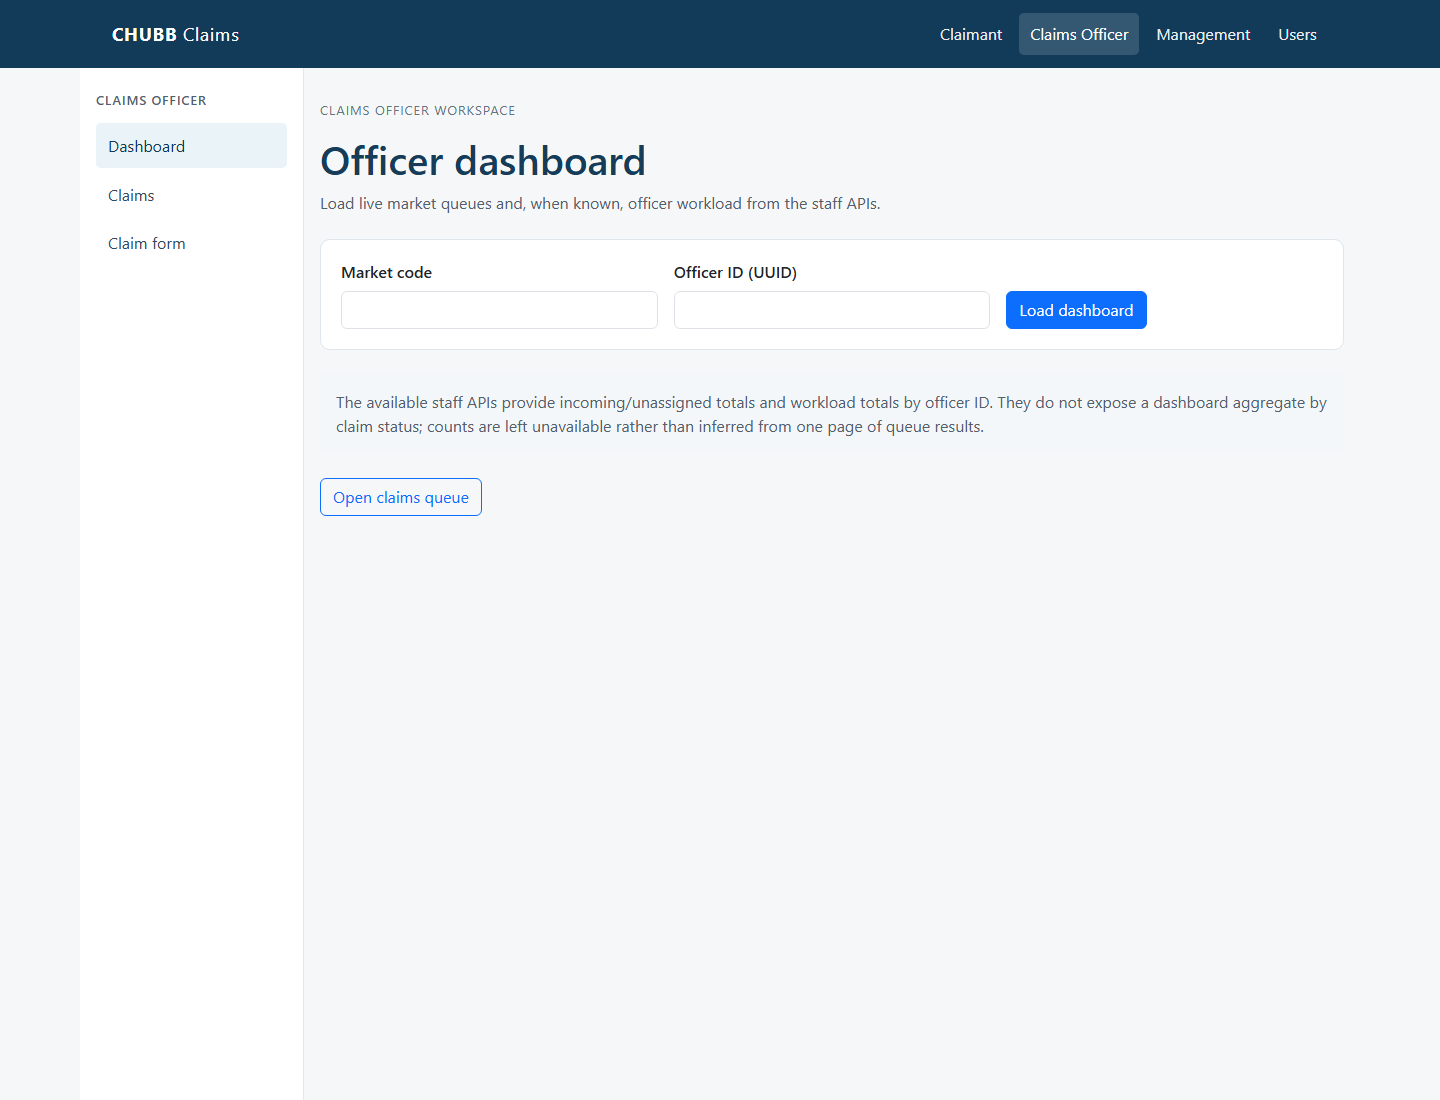 CHUBB Claims
Claimant
Claims Officer
Management
Users
CLAIMS OFFICER
Dashboard
Claims
Claim form
CLAIMS OFFICER WORKSPACE
Officer dashboard
Load live market queues and, when known, officer workload from the staff APIs.
Market code
Officer ID (UUID)
Load dashboard
The available staff APIs provide incoming/unassigned totals and workload totals by officer ID. They do not expose a dashboard aggregate by
claim status; counts are left unavailable rather than inferred from one page of queue results.
Open claims queue